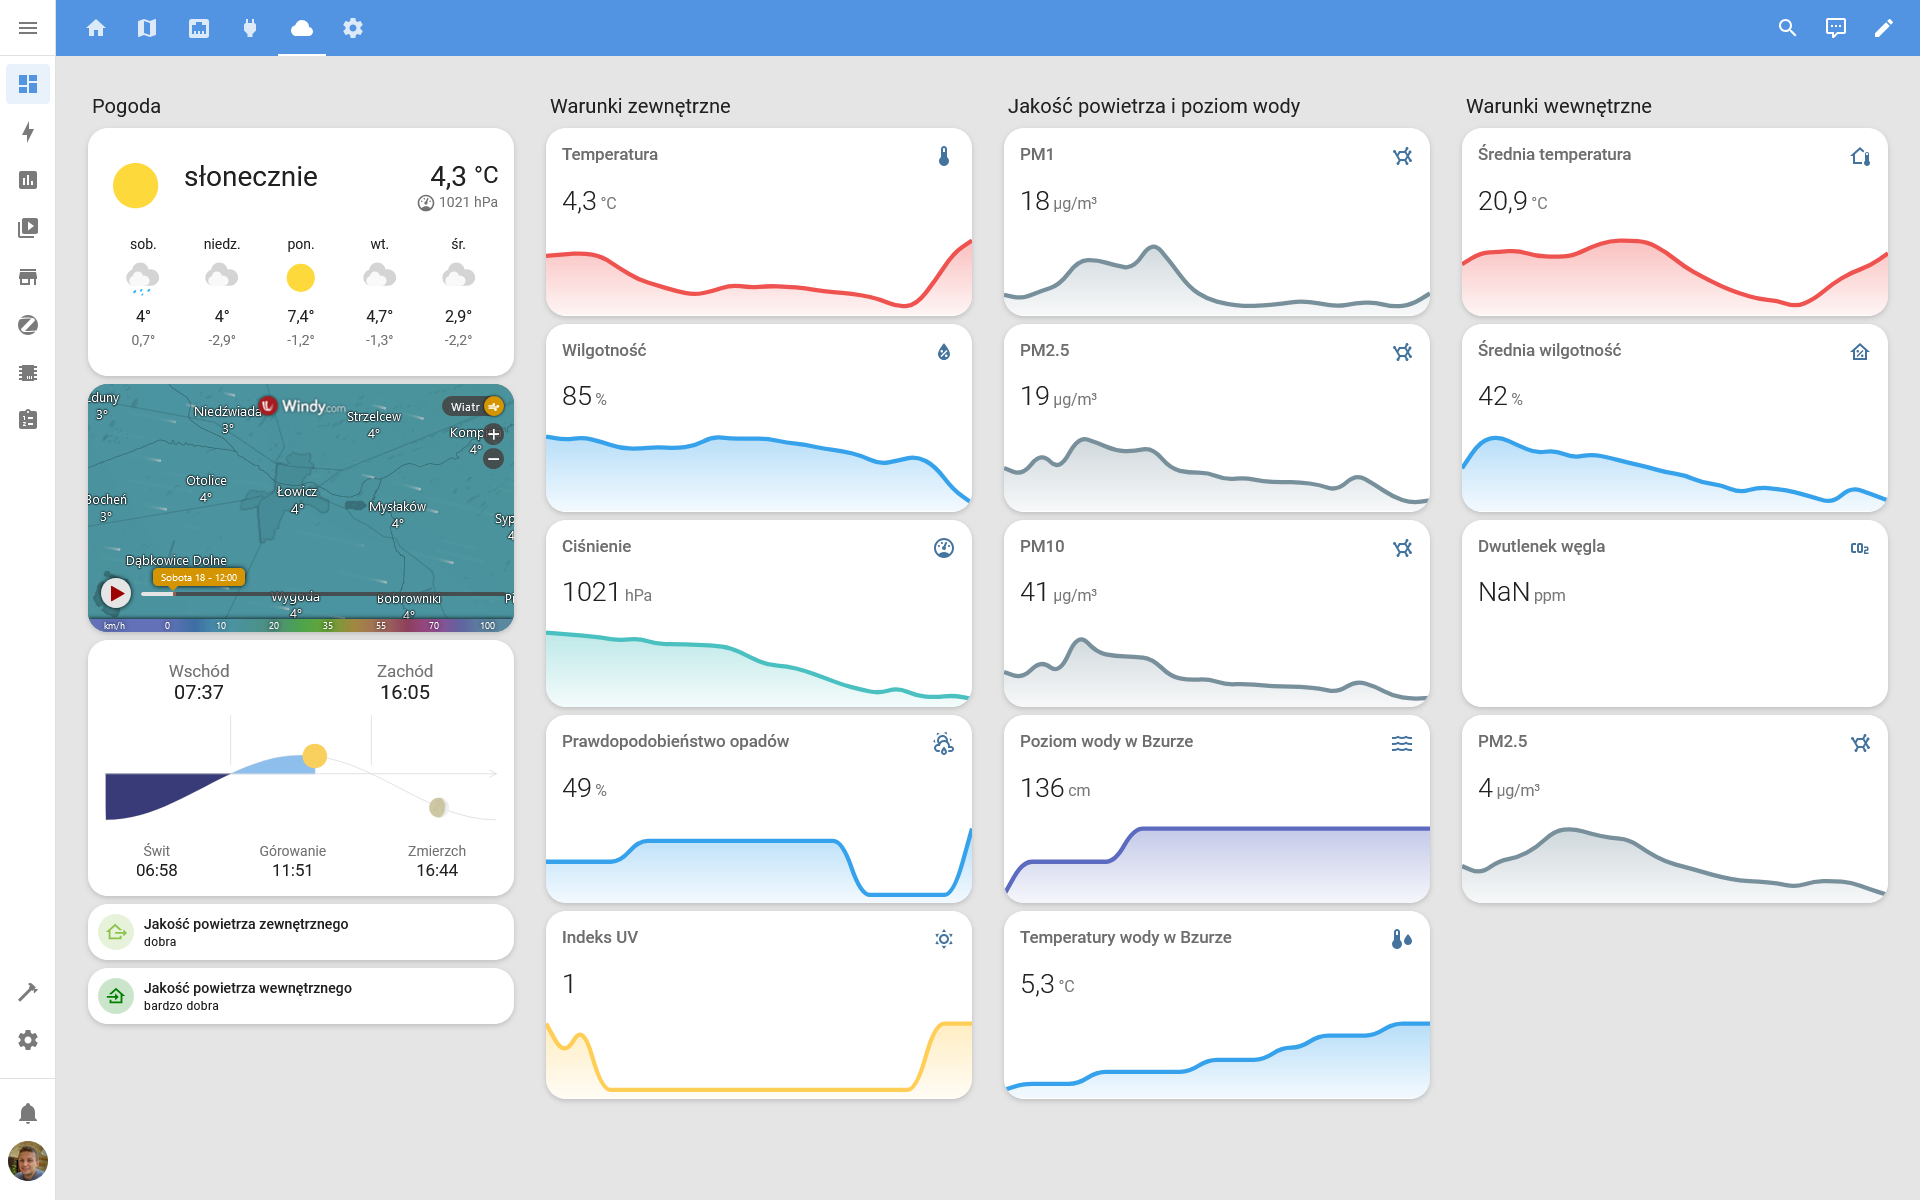 Pogoda
słonecznie
4,3 °C
1021 hPa
sob. niedz. pon. wt. śr.
4° 4° 7,4° 4,7° 2,9°
0,7° -2,9° -1,2° -1,3° -2,2°
duny
3°
Niedźwiada
3°
Windy.com
Strzelcew
4°
Wiatr
Komp
4°
+
−
Otolice
4°
Łowicz
4°
Bocheń
3°
Mysłaków
4°
Syp
4
Dąbkowice Dolne
Sobota 18 - 12:00
Wygoda
4°
Bobrowniki
4°
Pi
km/h 0 10 20 35 55 70 100
Wschód Zachód
07:37 16:05
Świt Górowanie Zmierzch
06:58 11:51 16:44
Jakość powietrza zewnętrznego
dobra
Jakość powietrza wewnętrznego
bardzo dobra
Warunki zewnętrzne
Temperatura
4,3 °C
Wilgotność
85 %
Ciśnienie
1021 hPa
Prawdopodobieństwo opadów
49 %
Indeks UV
1
Jakość powietrza i poziom wody
PM1
18 µg/m³
PM2.5
19 µg/m³
PM10
41 µg/m³
Poziom wody w Bzurze
136 cm
Temperatury wody w Bzurze
5,3 °C
Warunki wewnętrzne
Średnia temperatura
20,9 °C
Średnia wilgotność
42 %
Dwutlenek węgla
CO₂
NaN ppm
PM2.5
4 µg/m³